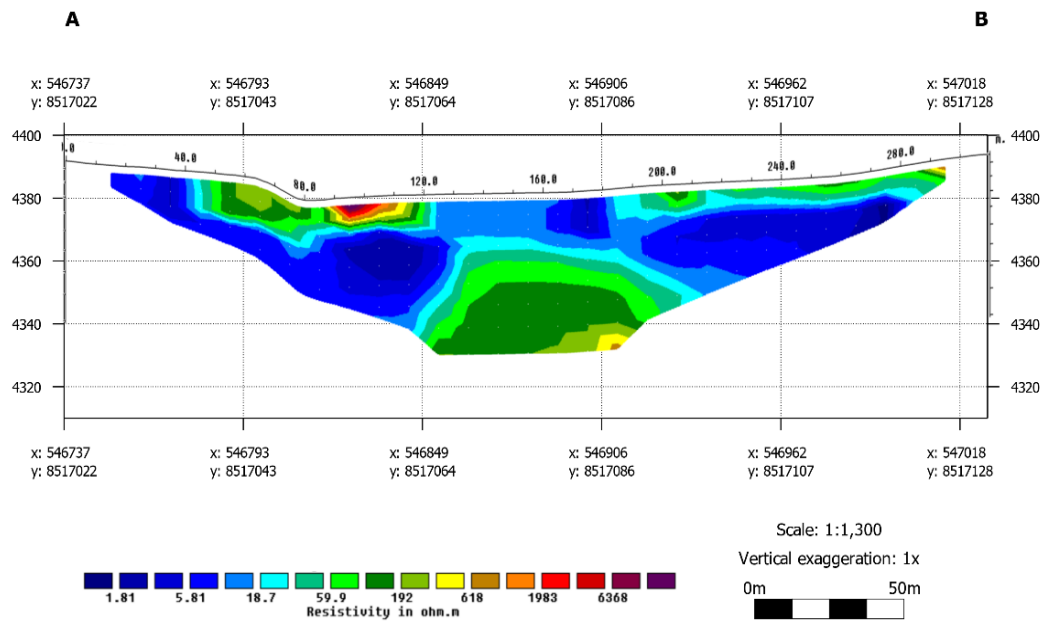 A B
x: 546737 x: 546793 x: 546849 x: 546906 x: 546962 x: 547018
y: 8517022 y: 8517043 y: 8517064 y: 8517086 y: 8517107 y: 8517128
4400 4400
40.0 80.0 120.0 160.0 200.0 240.0 280.0
4380 4380
4360 4360
4340 4340
4320 4320
x: 546737 x: 546793 x: 546849 x: 546906 x: 546962 x: 547018
y: 8517022 y: 8517043 y: 8517064 y: 8517086 y: 8517107 y: 8517128
Scale: 1:1,300
Vertical exaggeration: 1x
0m 50m
1.81 5.81 18.7 59.9 192 618 1983 6368
Resistivity in ohm.m